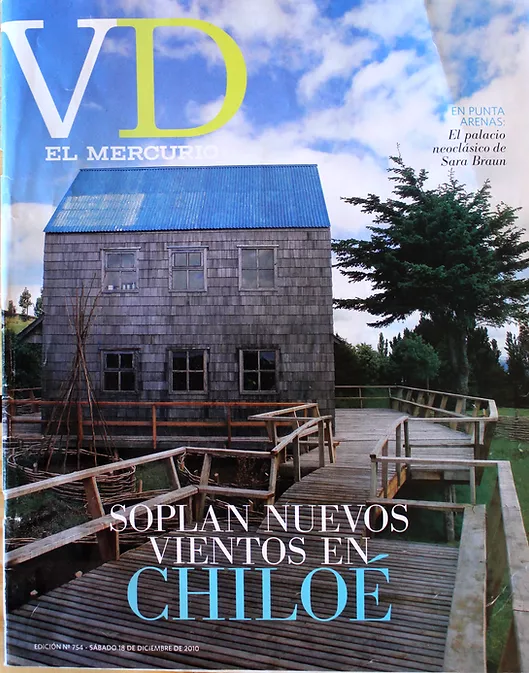 VD
EL MERCURIO
EN PUNTA
ARENAS:
El palacio
neoclásico de
Sara Braun
SOPLAN NUEVOS
VIENTOS EN
CHILOÉ
EDICIÓN Nº 754 - SÁBADO 18 DE DICIEMBRE DE 2010